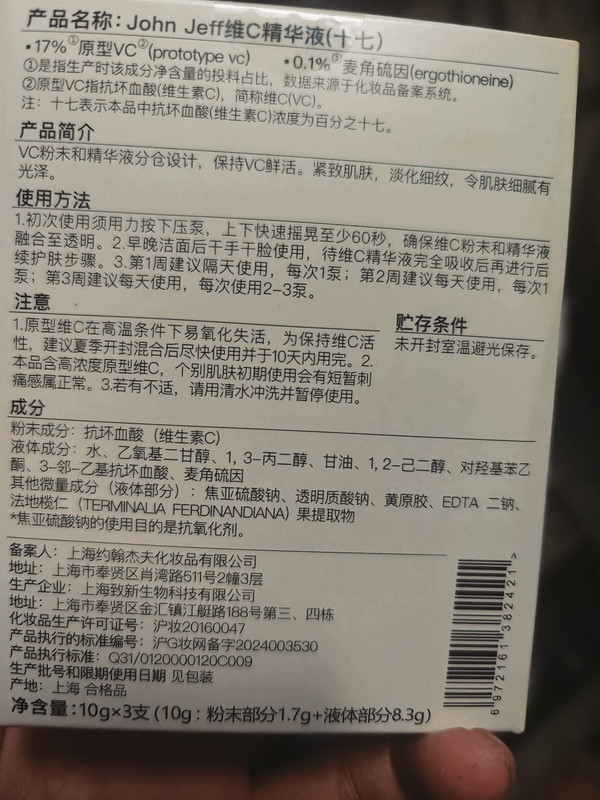 产品名称：John Jeff维C精华液(十七)
•17%①原型VC②(prototype vc) •0.1%①麦角硫因(ergothioneine)
①是指生产时该成分净含量的投料占比，数据来源于化妆品备案系统。
②原型VC指抗坏血酸(维生素C)，简称维C(VC)。
注：十七表示本品中抗坏血酸(维生素C)浓度为百分之十七。
产品简介
VC粉末和精华液分仓设计，保持VC鲜活。紧致肌肤，淡化细纹，令肌肤细腻有
光泽。
使用方法
1.初次使用须用力按下压泵，上下快速摇晃至少60秒，确保维C粉末和精华液
融合至透明。2.早晚洁面后干手干脸使用，待维C精华液完全吸收后再进行后
续护肤步骤。3.第1周建议隔天使用，每次1泵；第2周建议每天使用，每次1
泵；第3周建议每天使用，每次使用2-3泵。
注意
1.原型维C在高温条件下易氧化失活，为保持维C活
性，建议夏季开封混合后尽快使用并于10天内用完。2.
本品含高浓度原型维C，个别肌肤初期使用会有短暂刺
痛感属正常。3.若有不适，请用清水冲洗并暂停使用。
贮存条件
未开封室温避光保存。
成分
粉末成分：抗坏血酸（维生素C）
液体成分：水、乙氧基二甘醇、1, 3-丙二醇、甘油、1, 2-己二醇、对羟基苯乙
酮、3-邻-乙基抗坏血酸、麦角硫因
其他微量成分（液体部分）：焦亚硫酸钠、透明质酸钠、黄原胶、EDTA 二钠、
法地榄仁（TERMINALIA FERDINANDIANA）果提取物
*焦亚硫酸钠的使用目的是抗氧化剂。
备案人：上海约翰杰夫化妆品有限公司
地址：上海市奉贤区肖湾路511号2幢3层
生产企业：上海致新生物科技有限公司
地址：上海市奉贤区金汇镇江艇路188号第三、四栋
化妆品生产许可证号：沪妆20160047
产品执行的标准编号：沪G妆网备字2024003530
产品执行标准：Q31/0120000120C009
生产批号和限期使用日期 见包装
产地：上海 合格品
净含量:10g×3支(10g：粉末部分1.7g+液体部分8.3g)
6 972161 382421 >